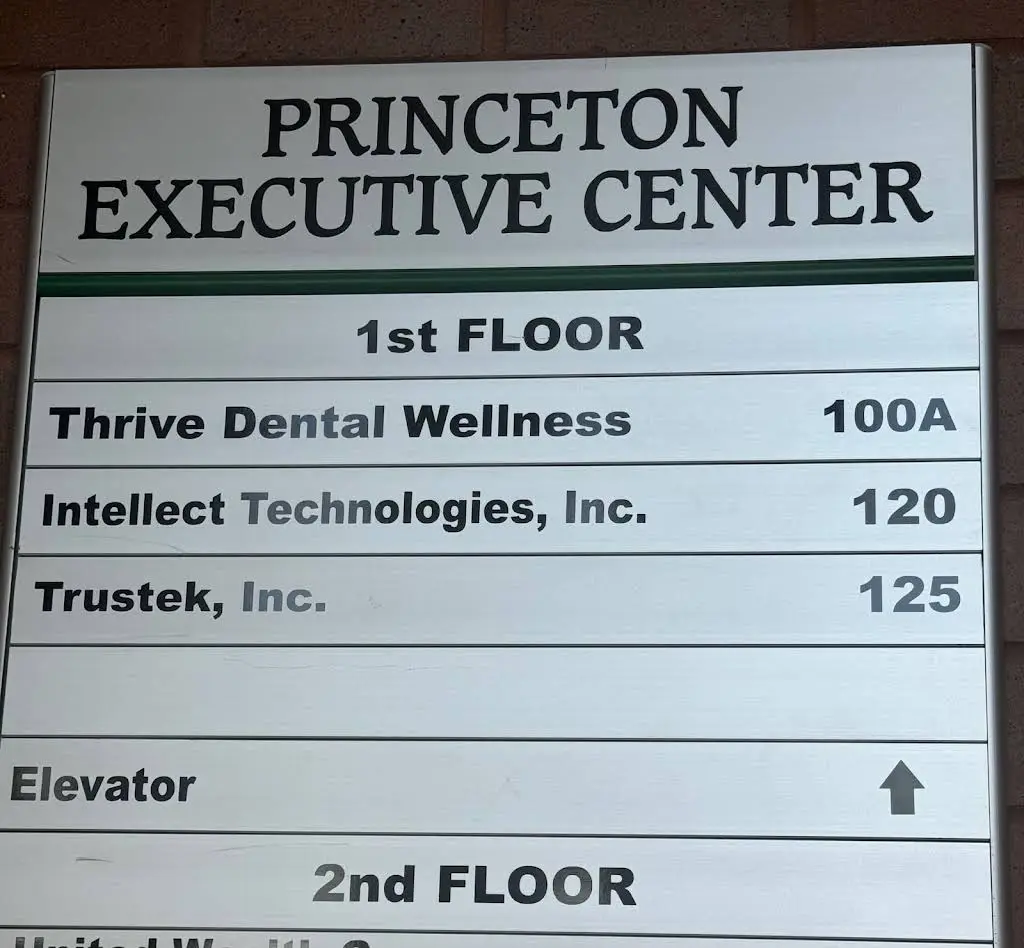 PRINCETON
EXECUTIVE CENTER
1st FLOOR
Thrive Dental Wellness 100A
Intellect Technologies, Inc. 120
Trustek, Inc. 125
Elevator ↑
2nd FLOOR
United